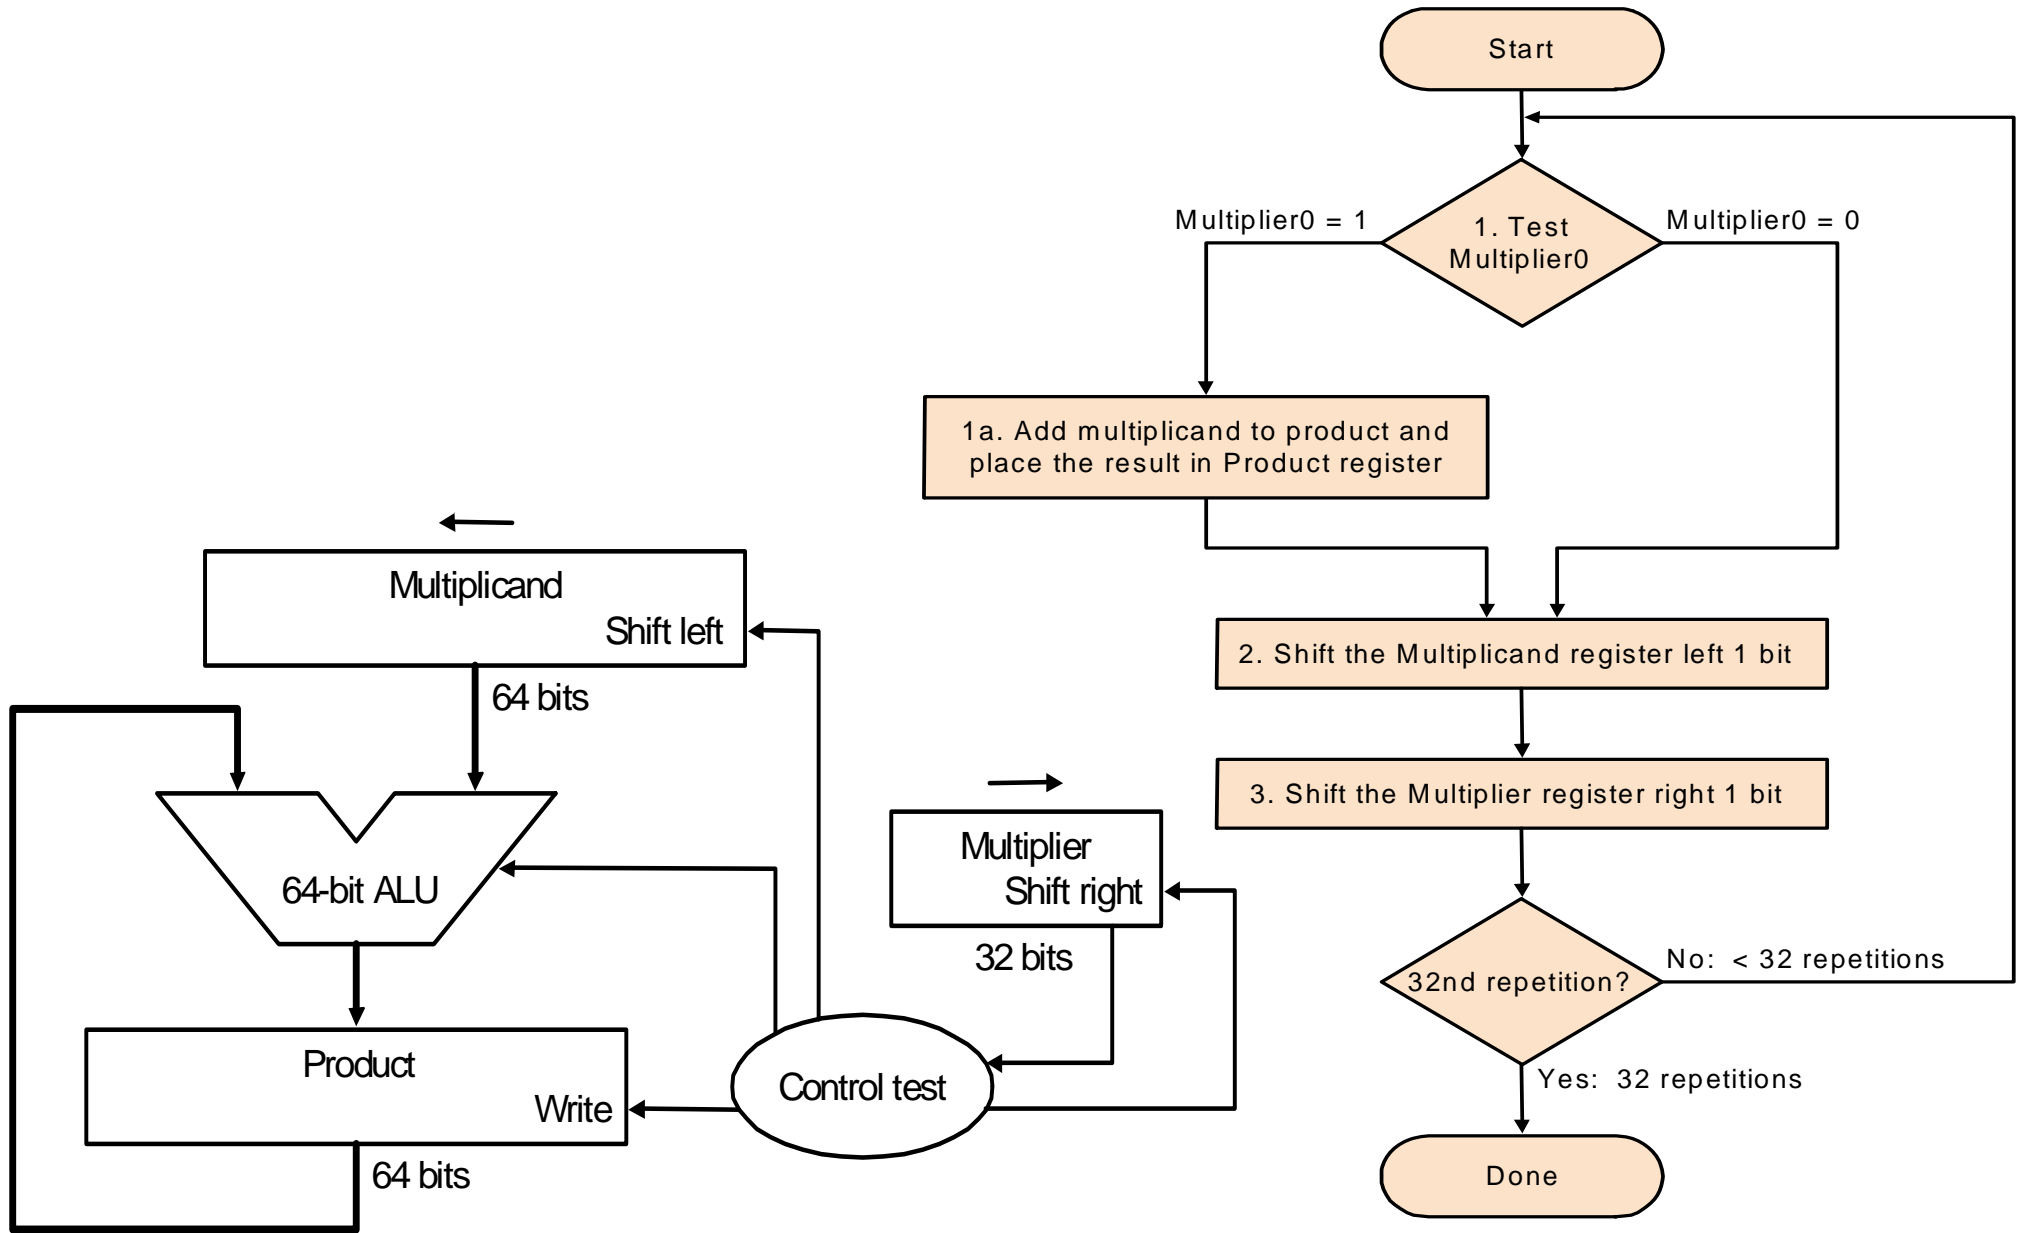 Start
Multiplier0 = 1
1. Test
Multiplier0
Multiplier0 = 0
1a. Add multiplicand to product and
place the result in Product register
2. Shift the Multiplicand register left 1 bit
3. Shift the Multiplier register right 1 bit
32nd repetition?
No: < 32 repetitions
Yes: 32 repetitions
Done
Multiplicand
Shift left
64 bits
64-bit ALU
Multiplier
Shift right
32 bits
Product
Write
64 bits
Control test